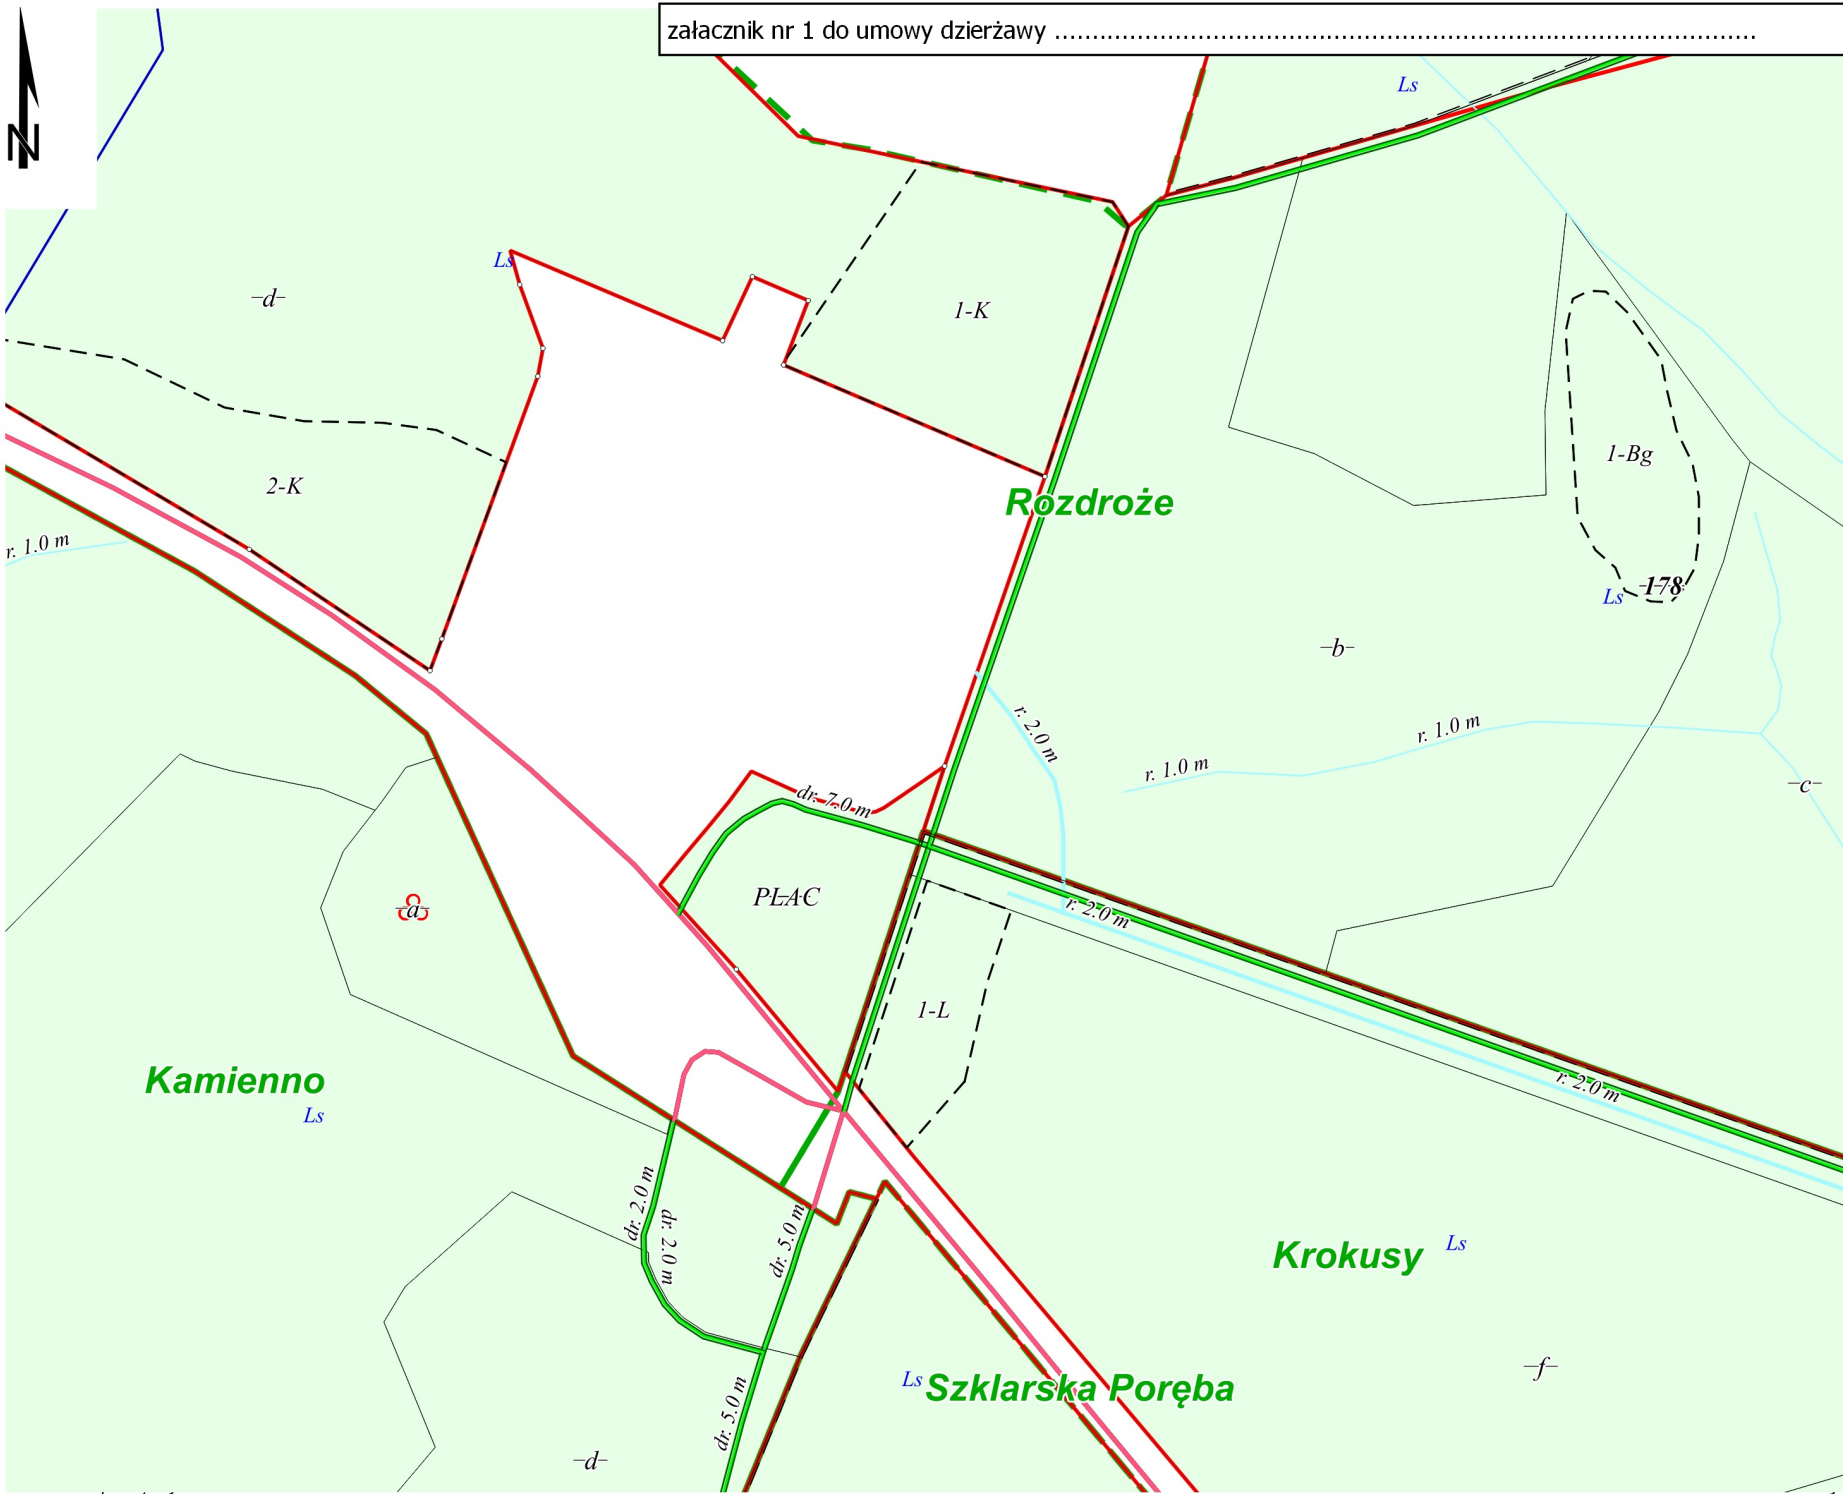 załacznik nr 1 do umowy dzierżawy ....................................................................................
N
Ls
Ls
-d-
1-K
2-K
1-Bg
Rozdroże
r. 1.0 m
178
Ls
-b-
r. 2.0 m
r. 1.0 m
r. 1.0 m
-c-
dr. 7.0 m
PLAC
-a-
r. 2.0 m
1-L
Kamienno
r. 2.0 m
Ls
dr. 2.0 m
dr. 2.0 m
dr. 5.0 m
Krokusy
Ls
-f-
Ls
Szklarska Poręba
dr. 5.0 m
-d-